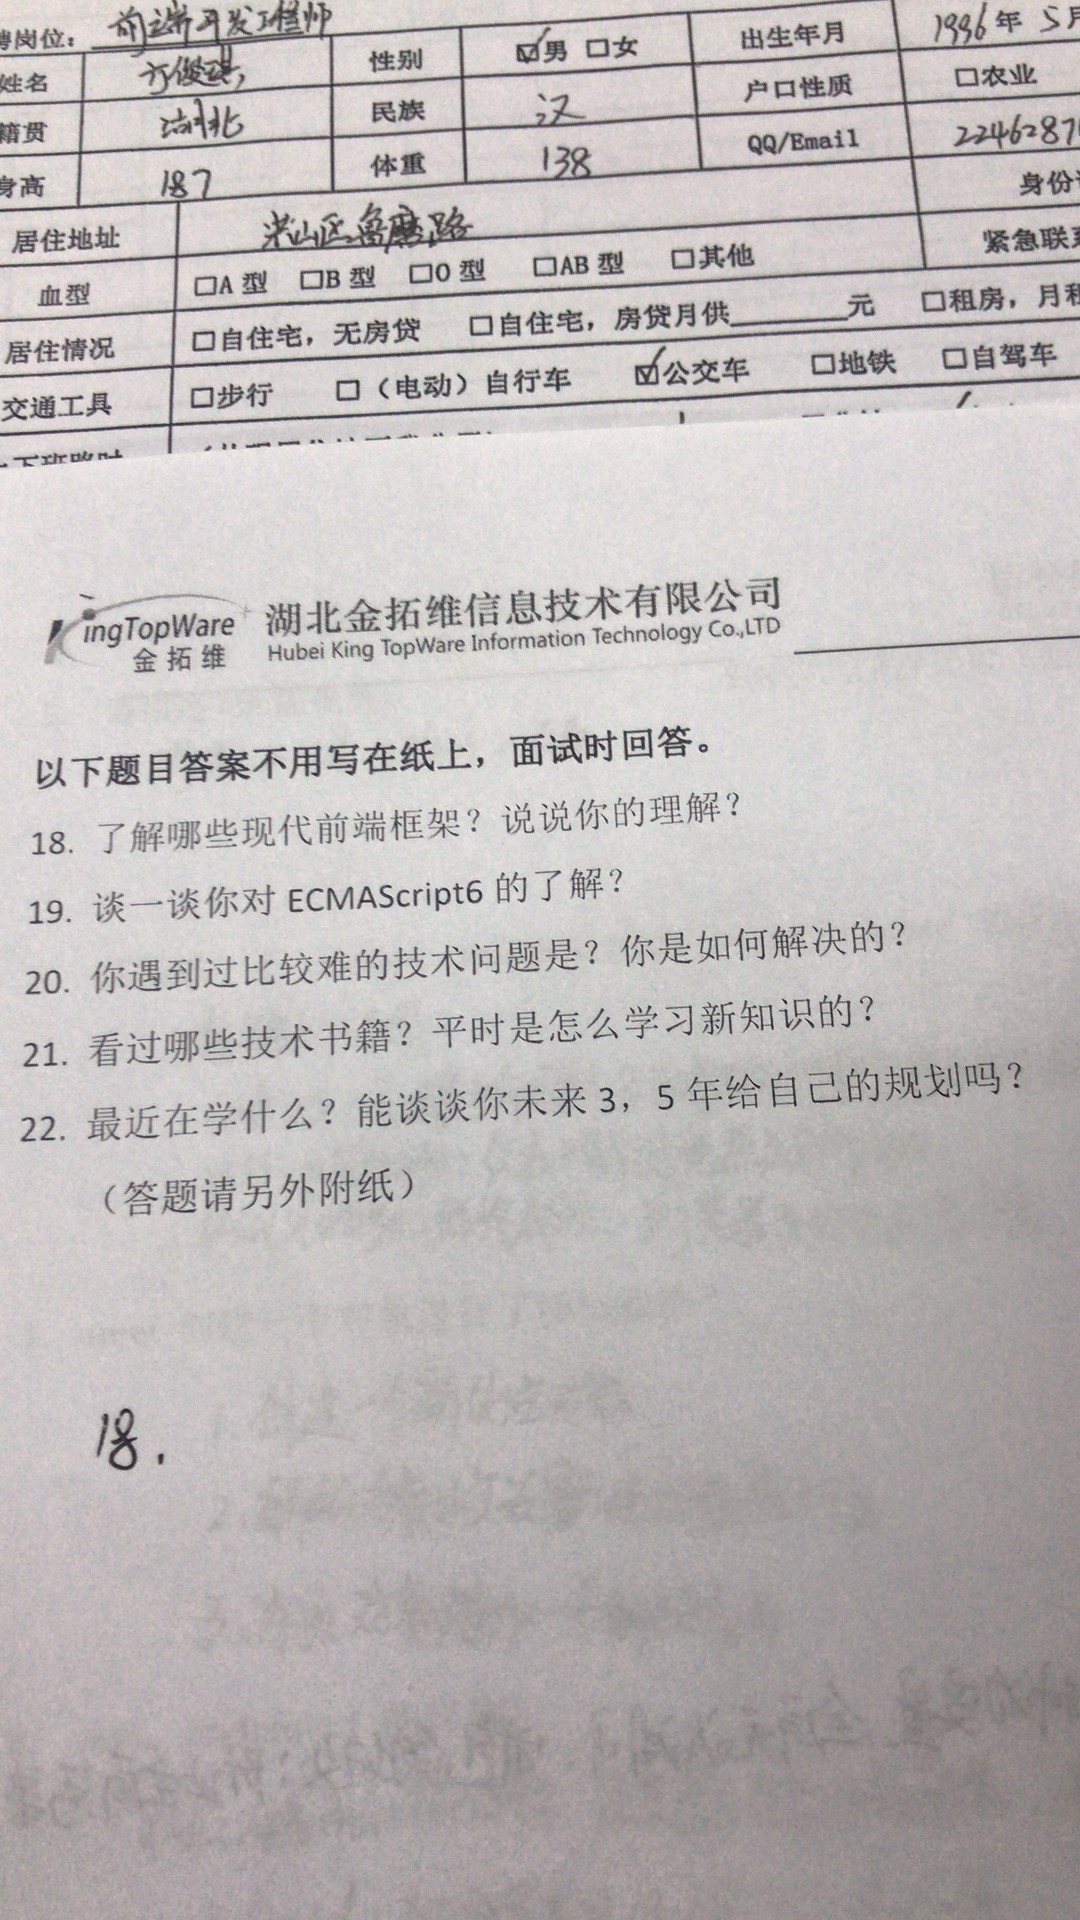 聘岗位：前端开发工程师
姓名 性别 ☑男 □女 出生年月 1996年5月
籍贯 湖北 民族 汉 户口性质 □农业
身高 187 体重 138 QQ/Email 2246287
居住地址 洪山区鲁磨路 身份
血型 □A 型 □B 型 □O 型 □AB 型 □其他 紧急联系
居住情况 □自住宅，无房贷 □自住宅，房贷月供______元 □租房，月租
交通工具 □步行 □（电动）自行车 ☑公交车 □地铁 □自驾车
KingTopWare 湖北金拓维信息技术有限公司
金拓维 Hubei King TopWare Information Technology Co.,LTD
以下题目答案不用写在纸上，面试时回答。
18. 了解哪些现代前端框架？说说你的理解？
19. 谈一谈你对 ECMAScript6 的了解？
20. 你遇到过比较难的技术问题是？你是如何解决的？
21. 看过哪些技术书籍？平时是怎么学习新知识的？
22. 最近在学什么？能谈谈你未来 3，5 年给自己的规划吗？
（答题请另外附纸）
18.